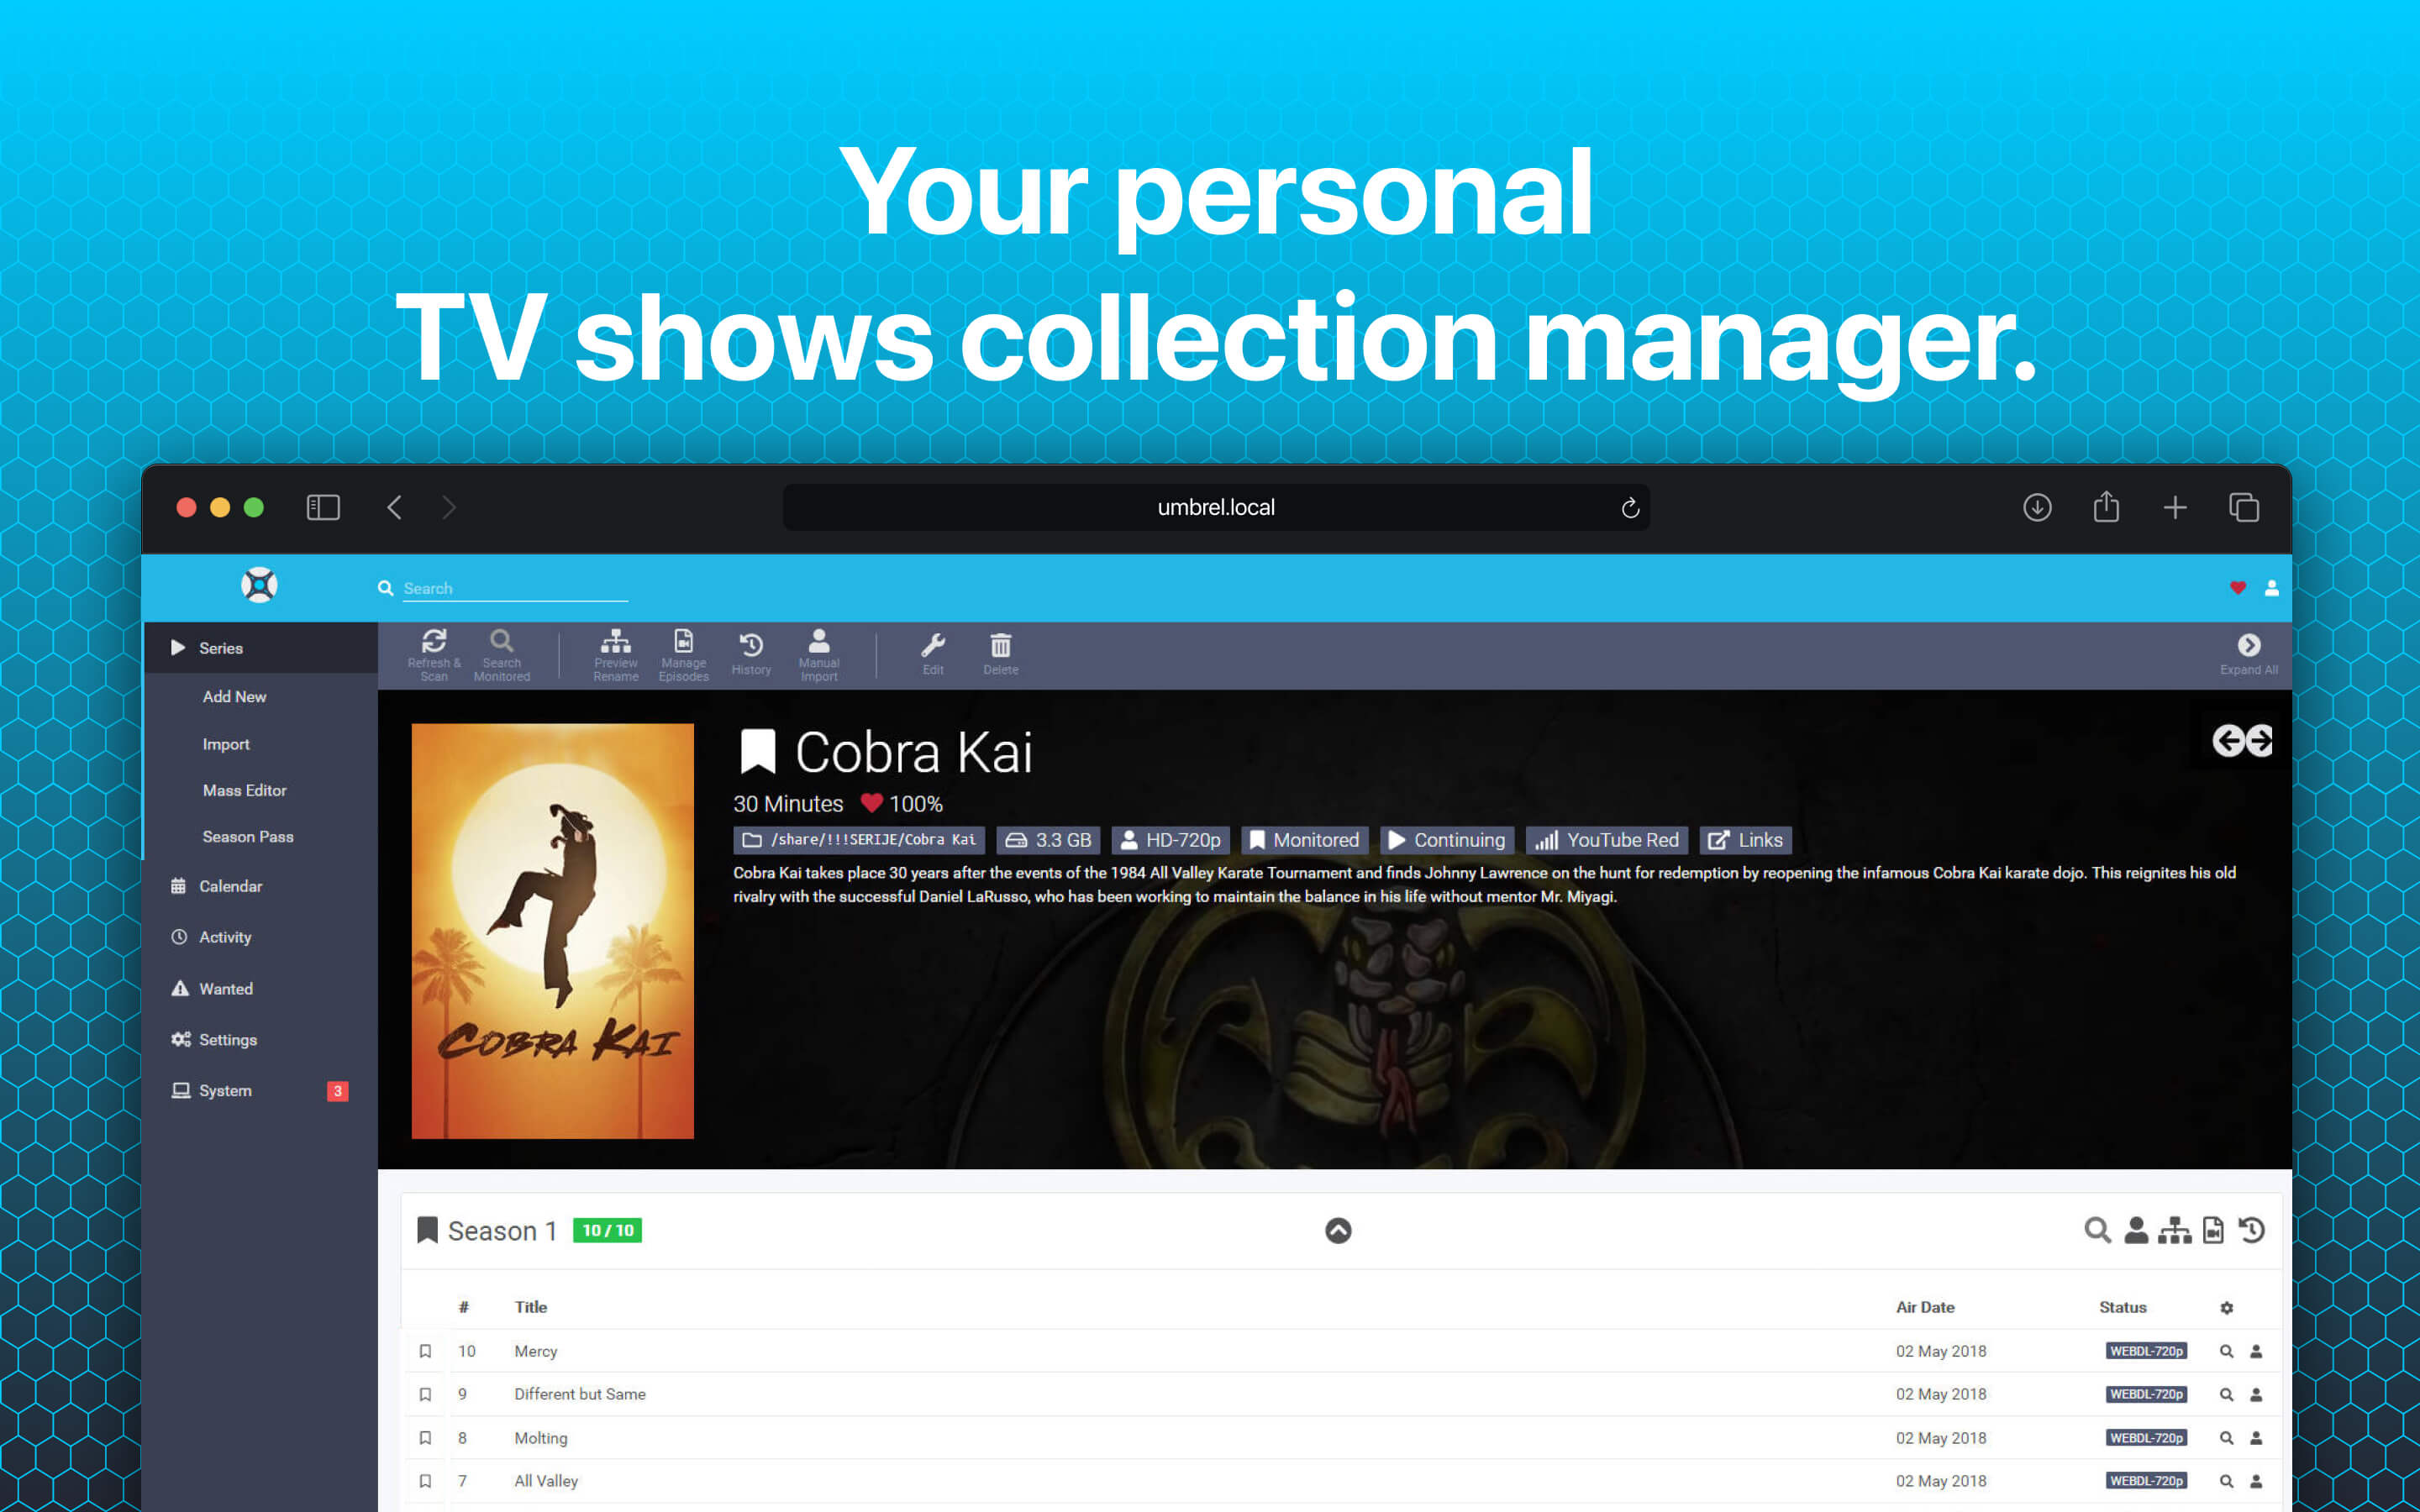 Your personal
TV shows collection manager.
umbrel.local
Search
Series
Add New
Import
Mass Editor
Season Pass
Calendar
Activity
Wanted
Settings
System 3
Refresh &
Scan
Search
Monitored
Preview
Rename
Manage
Episodes
History
Manual
Import
Edit
Delete
Expand All
COBRA KAI
Cobra Kai
30 Minutes 100%
/share/!!!SERIJE/Cobra Kai 3.3 GB HD-720p Monitored Continuing YouTube Red Links
Cobra Kai takes place 30 years after the events of the 1984 All Valley Karate Tournament and finds Johnny Lawrence on the hunt for redemption by reopening the infamous Cobra Kai karate dojo. This reignites his old
rivalry with the successful Daniel LaRusso, who has been working to maintain the balance in his life without mentor Mr. Miyagi.
Season 1 10 / 10
# Title Air Date Status
10 Mercy 02 May 2018 WEBDL-720p
9 Different but Same 02 May 2018 WEBDL-720p
8 Molting 02 May 2018 WEBDL-720p
7 All Valley 02 May 2018 WEBDL-720p